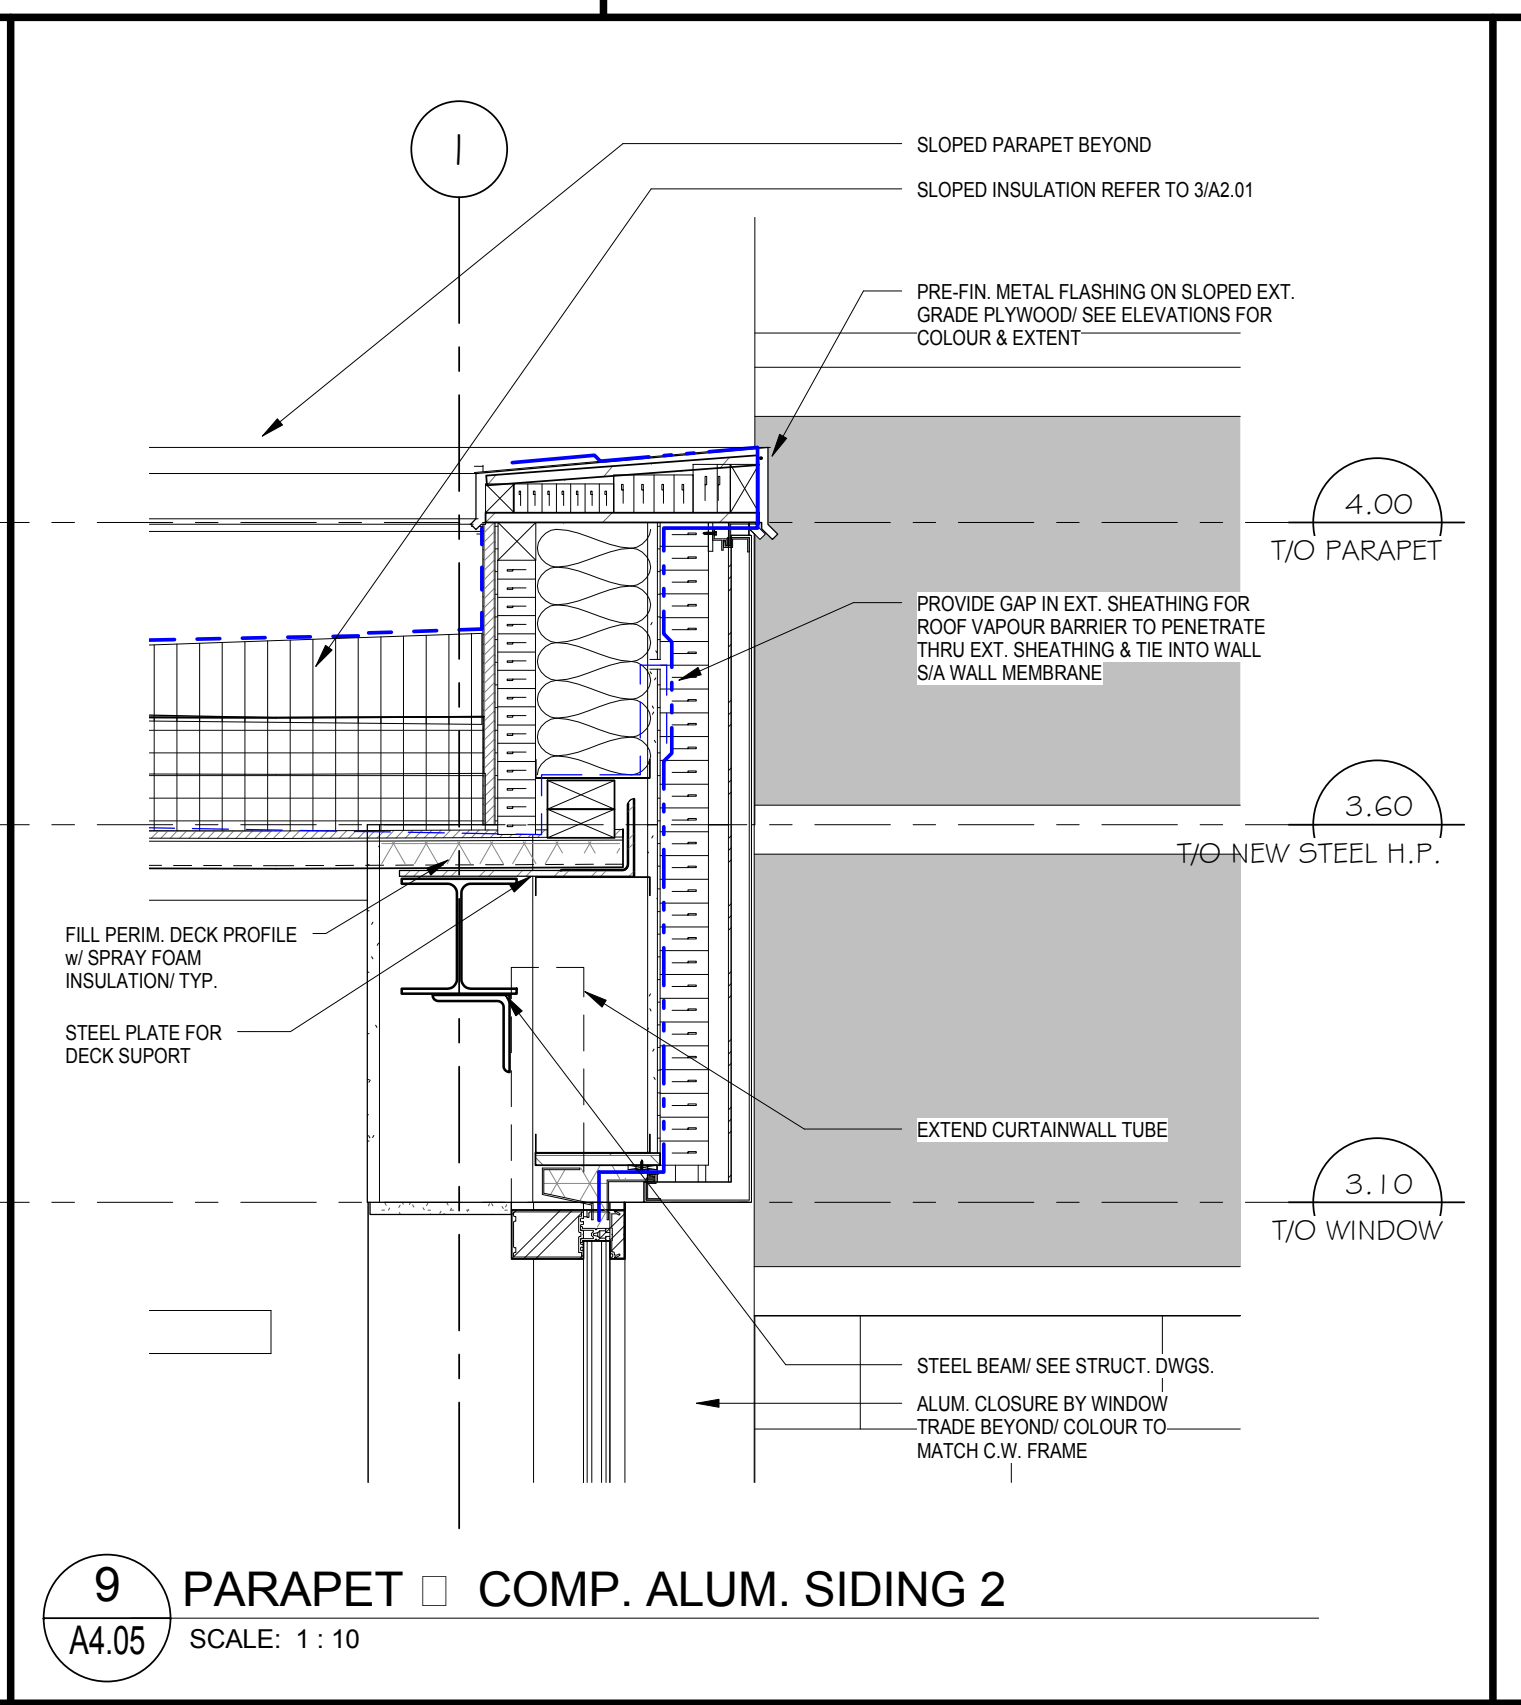 I
SLOPED PARAPET BEYOND
SLOPED INSULATION REFER TO 3/A2.01
PRE-FIN. METAL FLASHING ON SLOPED EXT.
GRADE PLYWOOD/ SEE ELEVATIONS FOR
COLOUR & EXTENT
4.00
T/O PARAPET
PROVIDE GAP IN EXT. SHEATHING FOR
ROOF VAPOUR BARRIER TO PENETRATE
THRU EXT. SHEATHING & TIE INTO WALL
S/A WALL MEMBRANE
3.60
T/O NEW STEEL H.P.
FILL PERIM. DECK PROFILE
w/ SPRAY FOAM
INSULATION/ TYP.
STEEL PLATE FOR
DECK SUPORT
EXTEND CURTAINWALL TUBE
3.10
T/O WINDOW
STEEL BEAM/ SEE STRUCT. DWGS.
ALUM. CLOSURE BY WINDOW
TRADE BEYOND/ COLOUR TO
MATCH C.W. FRAME
9
A4.05
PARAPET □ COMP. ALUM. SIDING 2
SCALE: 1 : 10